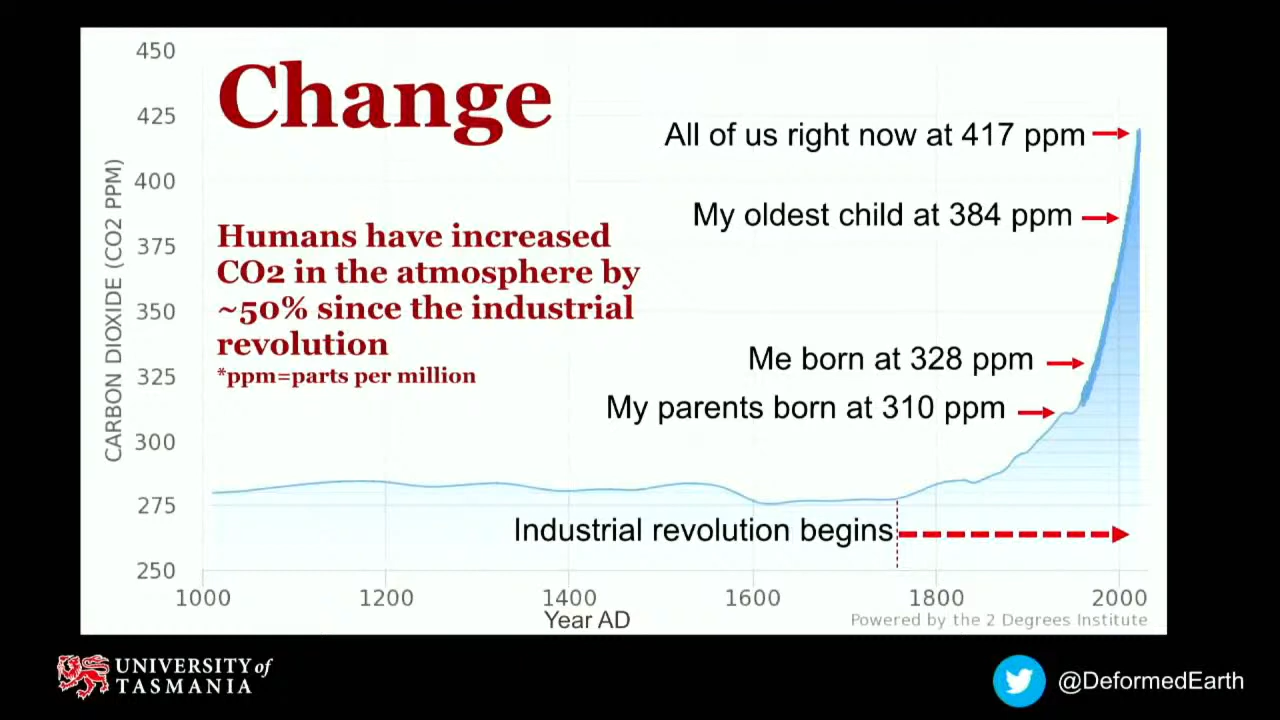 Change
450
425
400
375
350
325
300
275
250
CARBON DIOXIDE (CO2 PPM)
All of us right now at 417 ppm
My oldest child at 384 ppm
Humans have increased
CO2 in the atmosphere by
~50% since the industrial
revolution
*ppm=parts per million
Me born at 328 ppm
My parents born at 310 ppm
Industrial revolution begins
1000
1200
1400
1600
1800
2000
Year AD
Powered by the 2 Degrees Institute
UNIVERSITY of
TASMANIA
@DeformedEarth